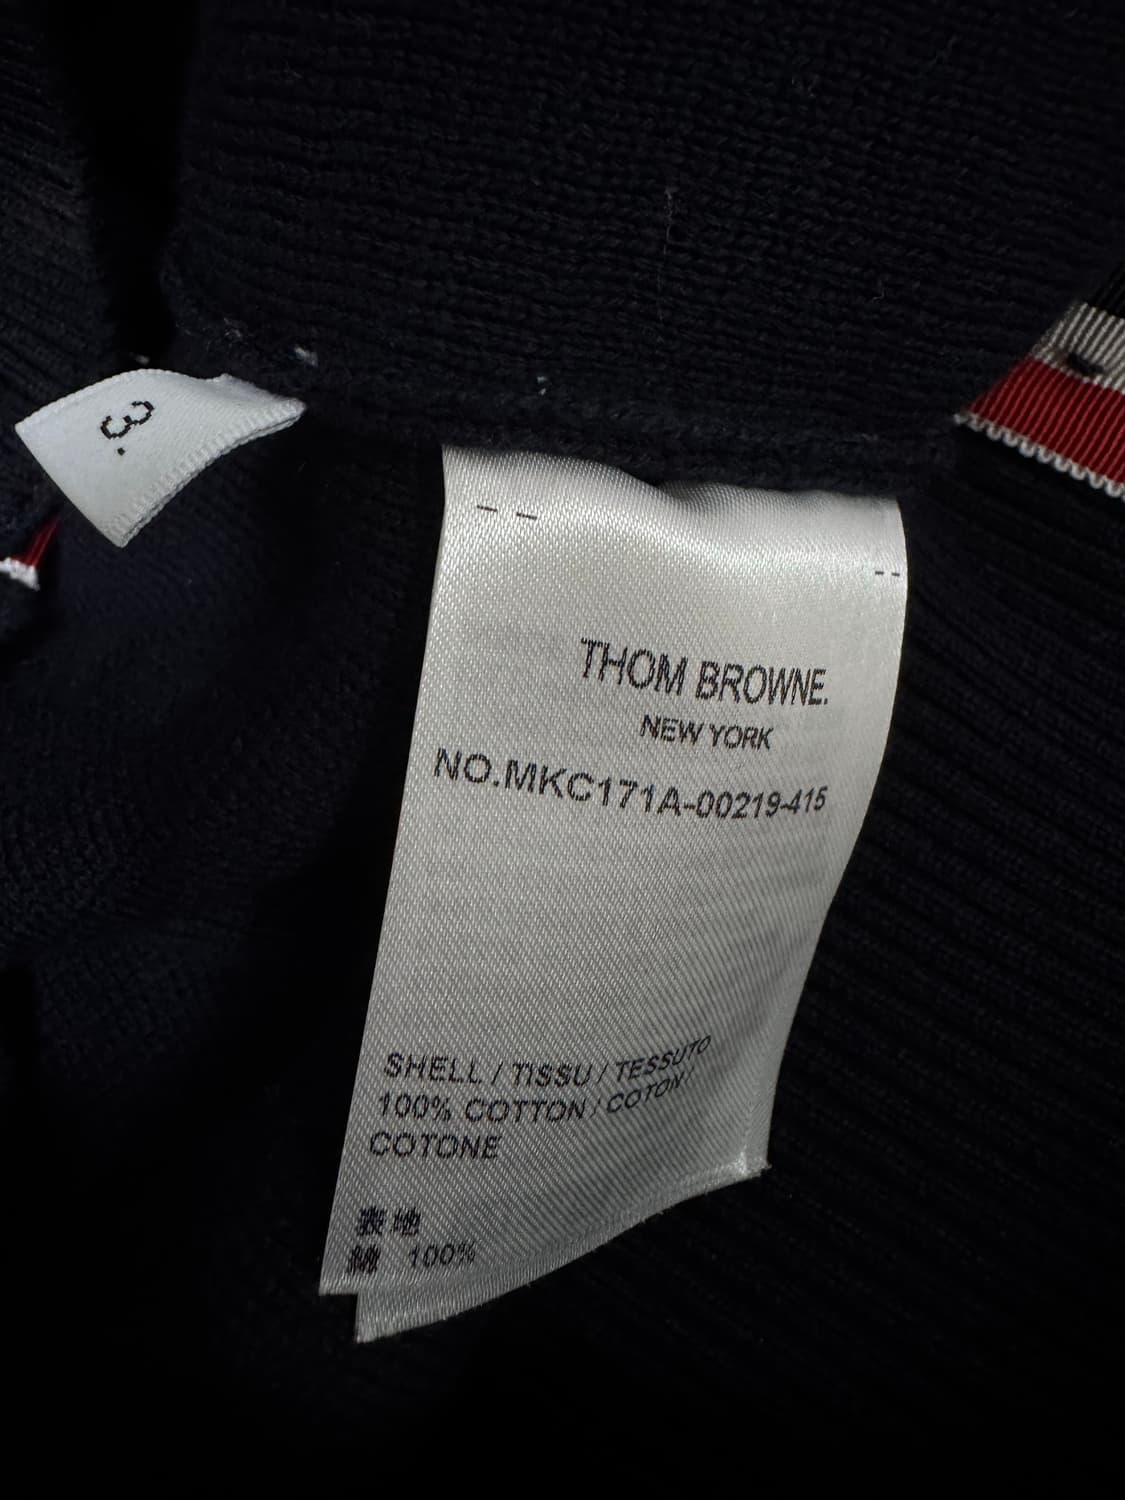 3.
THOM BROWNE.
NEW YORK
NO.MKC171A-00219-415
SHELL / TISSU / TESSUTO
100% COTTON / COTON /
COTONE
表地
綿 100%